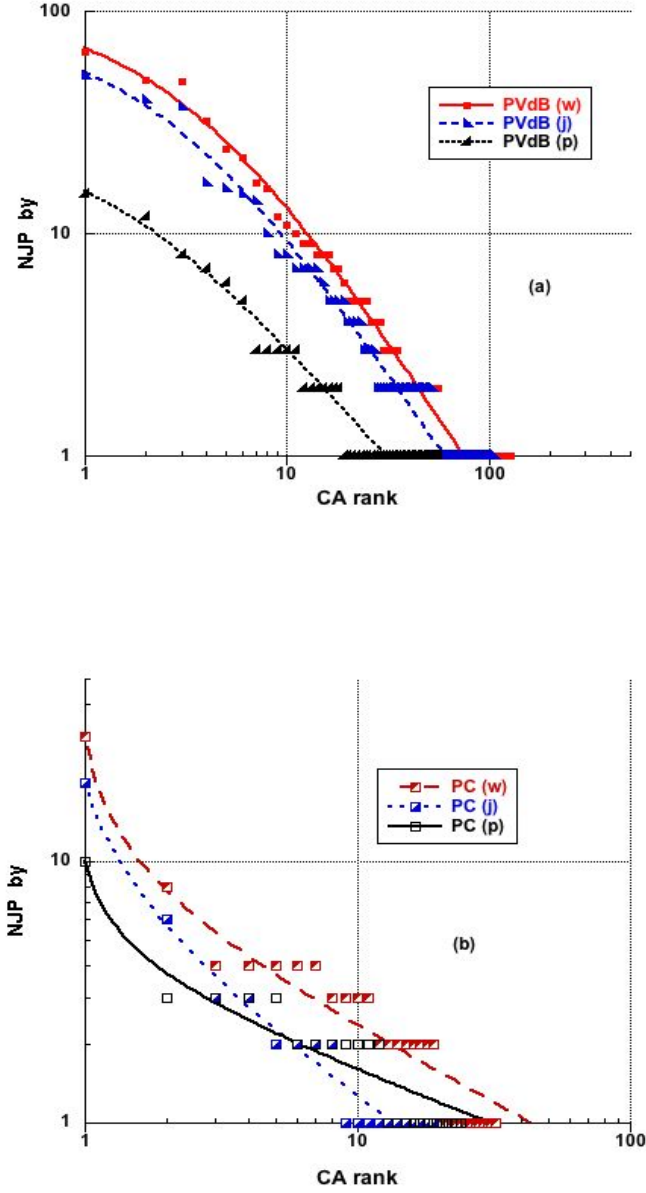 100
PVdB (w)
PVdB (j)
PVdB (p)
NJP by
10
(a)
1
1
10
100
CA rank
PC (w)
PC (j)
PC (p)
10
NJP by
(b)
1
1
10
100
CA rank